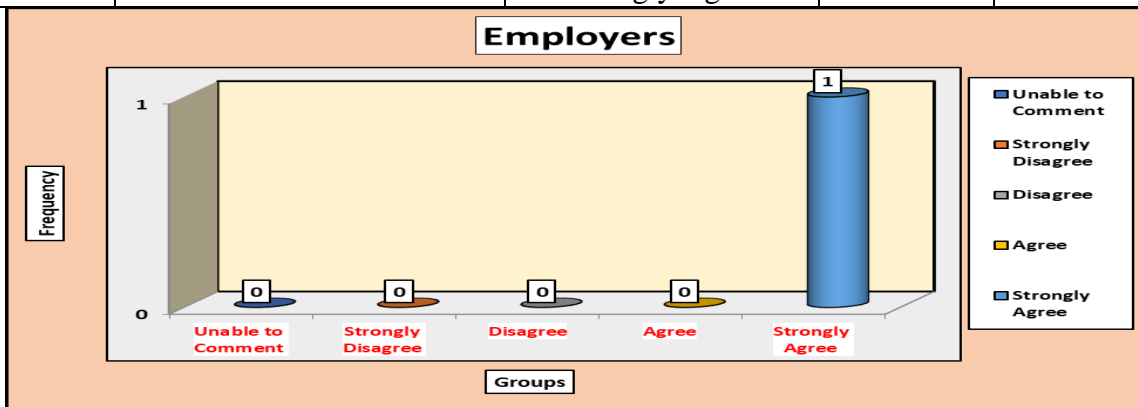 Employers
1
Unable to
Comment
Strongly
Disagree
Disagree
Agree
Strongly
Agree
Frequency
1
0
0
0
0
0
Unable to
Comment
Strongly
Disagree
Disagree
Agree
Strongly
Agree
Groups